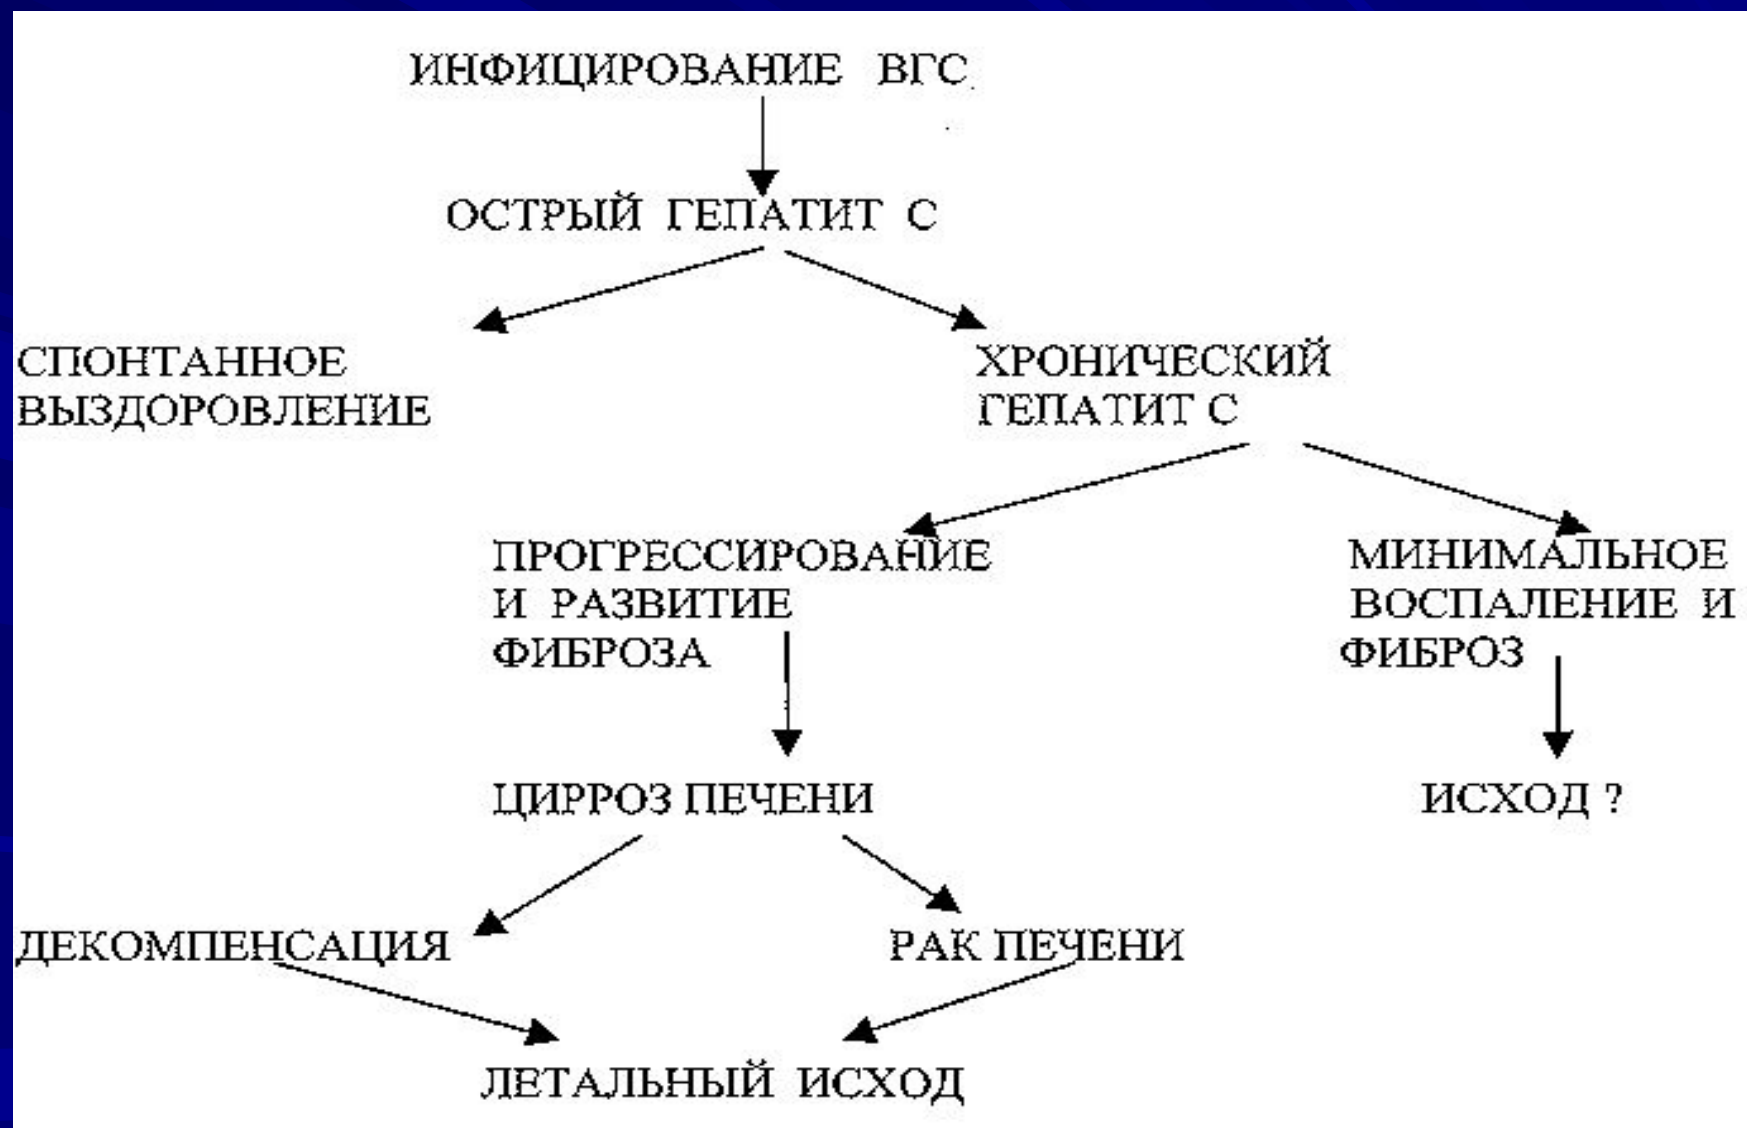 ИНФИЦИРОВАНИЕ ВГС
ОСТРЫЙ ГЕПАТИТ С
СПОНТАННОЕ
ВЫЗДОРОВЛЕНИЕ
ХРОНИЧЕСКИЙ
ГЕПАТИТ С
ПРОГРЕССИРОВАНИЕ
И РАЗВИТИЕ
ФИБРОЗА
МИНИМАЛЬНОЕ
ВОСПАЛЕНИЕ И
ФИБРОЗ
ЦИРРОЗ ПЕЧЕНИ
ИСХОД ?
ДЕКОМПЕНСАЦИЯ
РАК ПЕЧЕНИ
ЛЕТАЛЬНЫЙ ИСХОД